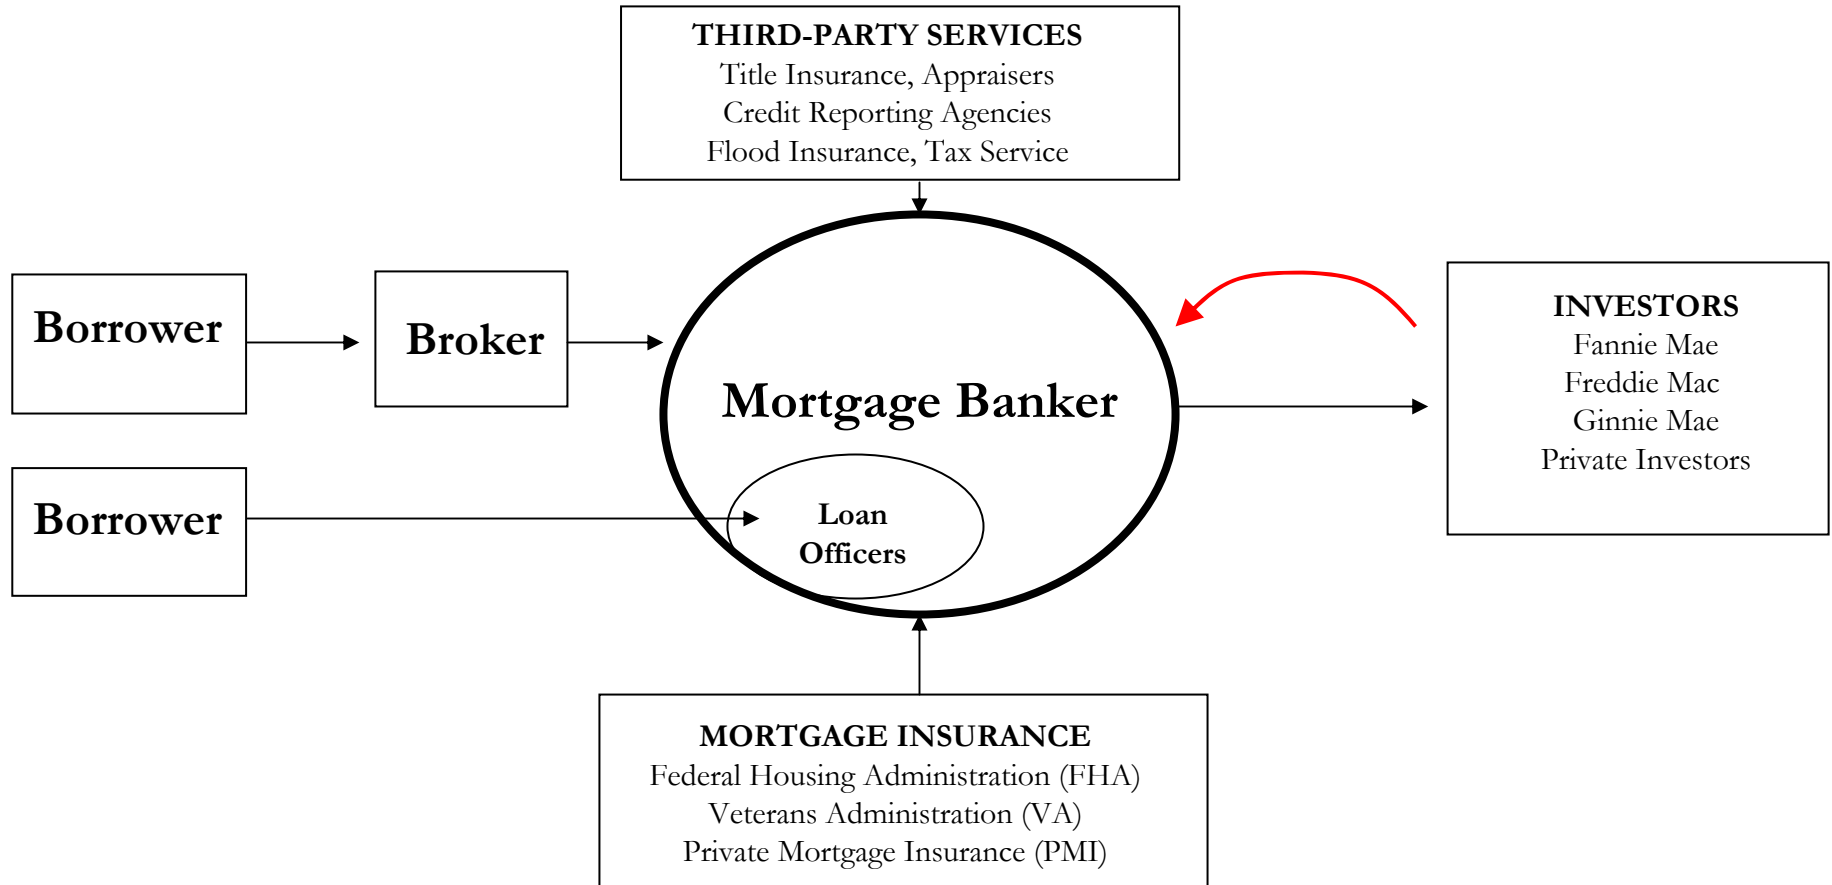 THIRD-PARTY SERVICES
Title Insurance, Appraisers
Credit Reporting Agencies
Flood Insurance, Tax Service
Borrower
Broker
Mortgage Banker
INVESTORS
Fannie Mae
Freddie Mac
Ginnie Mae
Private Investors
Borrower
Loan
Officers
MORTGAGE INSURANCE
Federal Housing Administration (FHA)
Veterans Administration (VA)
Private Mortgage Insurance (PMI)